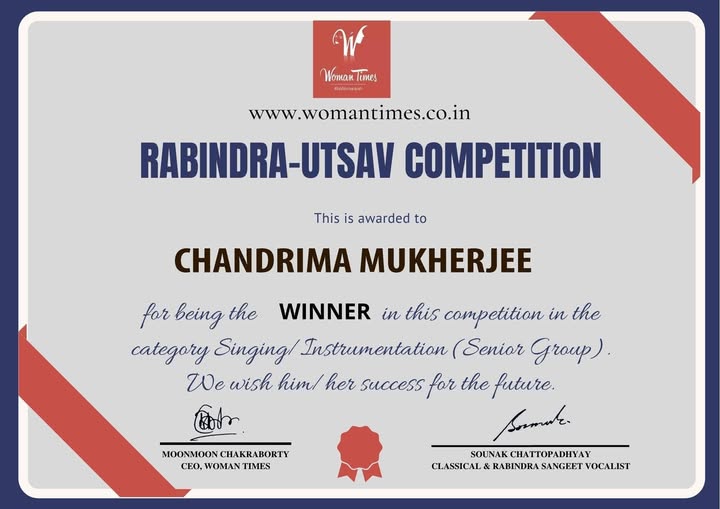 Woman Times
www.womantimes.co.in
RABINDRA-UTSAV COMPETITION
This is awarded to
CHANDRIMA MUKHERJEE
for being the WINNER in this competition in the
category Singing/ Instrumentation (Senior Group).
We wish him/ her success for the future.
MOONMOON CHAKRABORTY
CEO, WOMAN TIMES
SOUNAK CHATTOPADHYAY
CLASSICAL & RABINDRA SANGEET VOCALIST